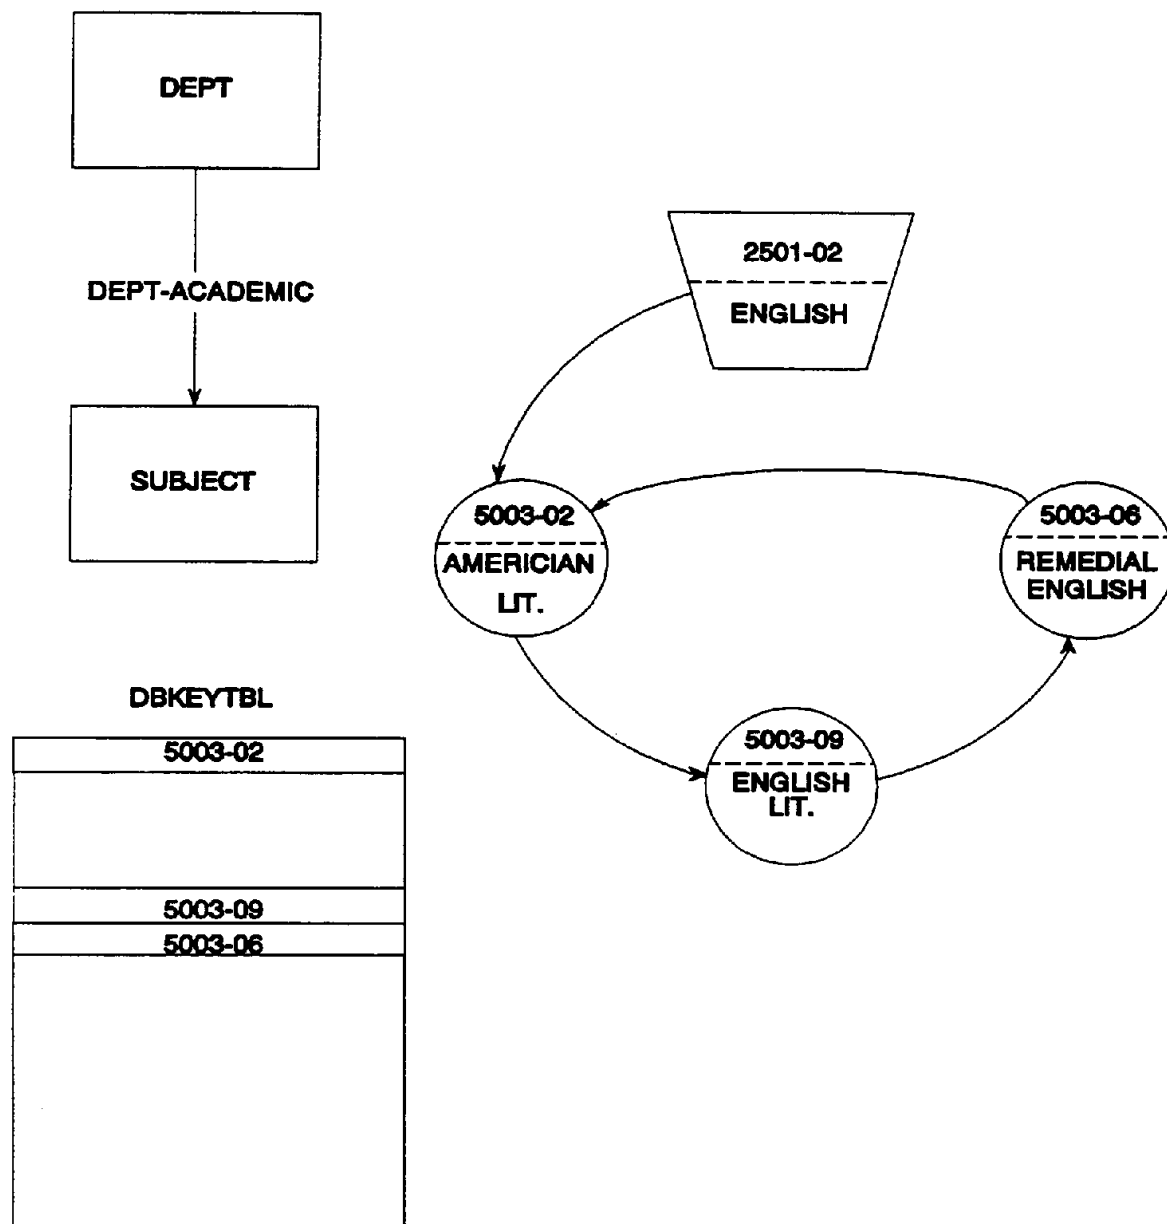 DEPT
DEPT-ACADEMIC
SUBJECT
2501-02
ENGLISH
5003-02
AMERICIAN
LIT.
5003-06
REMEDIAL
ENGLISH
5003-09
ENGLISH
LIT.
DBKEYTBL
5003-02
5003-09
5003-06